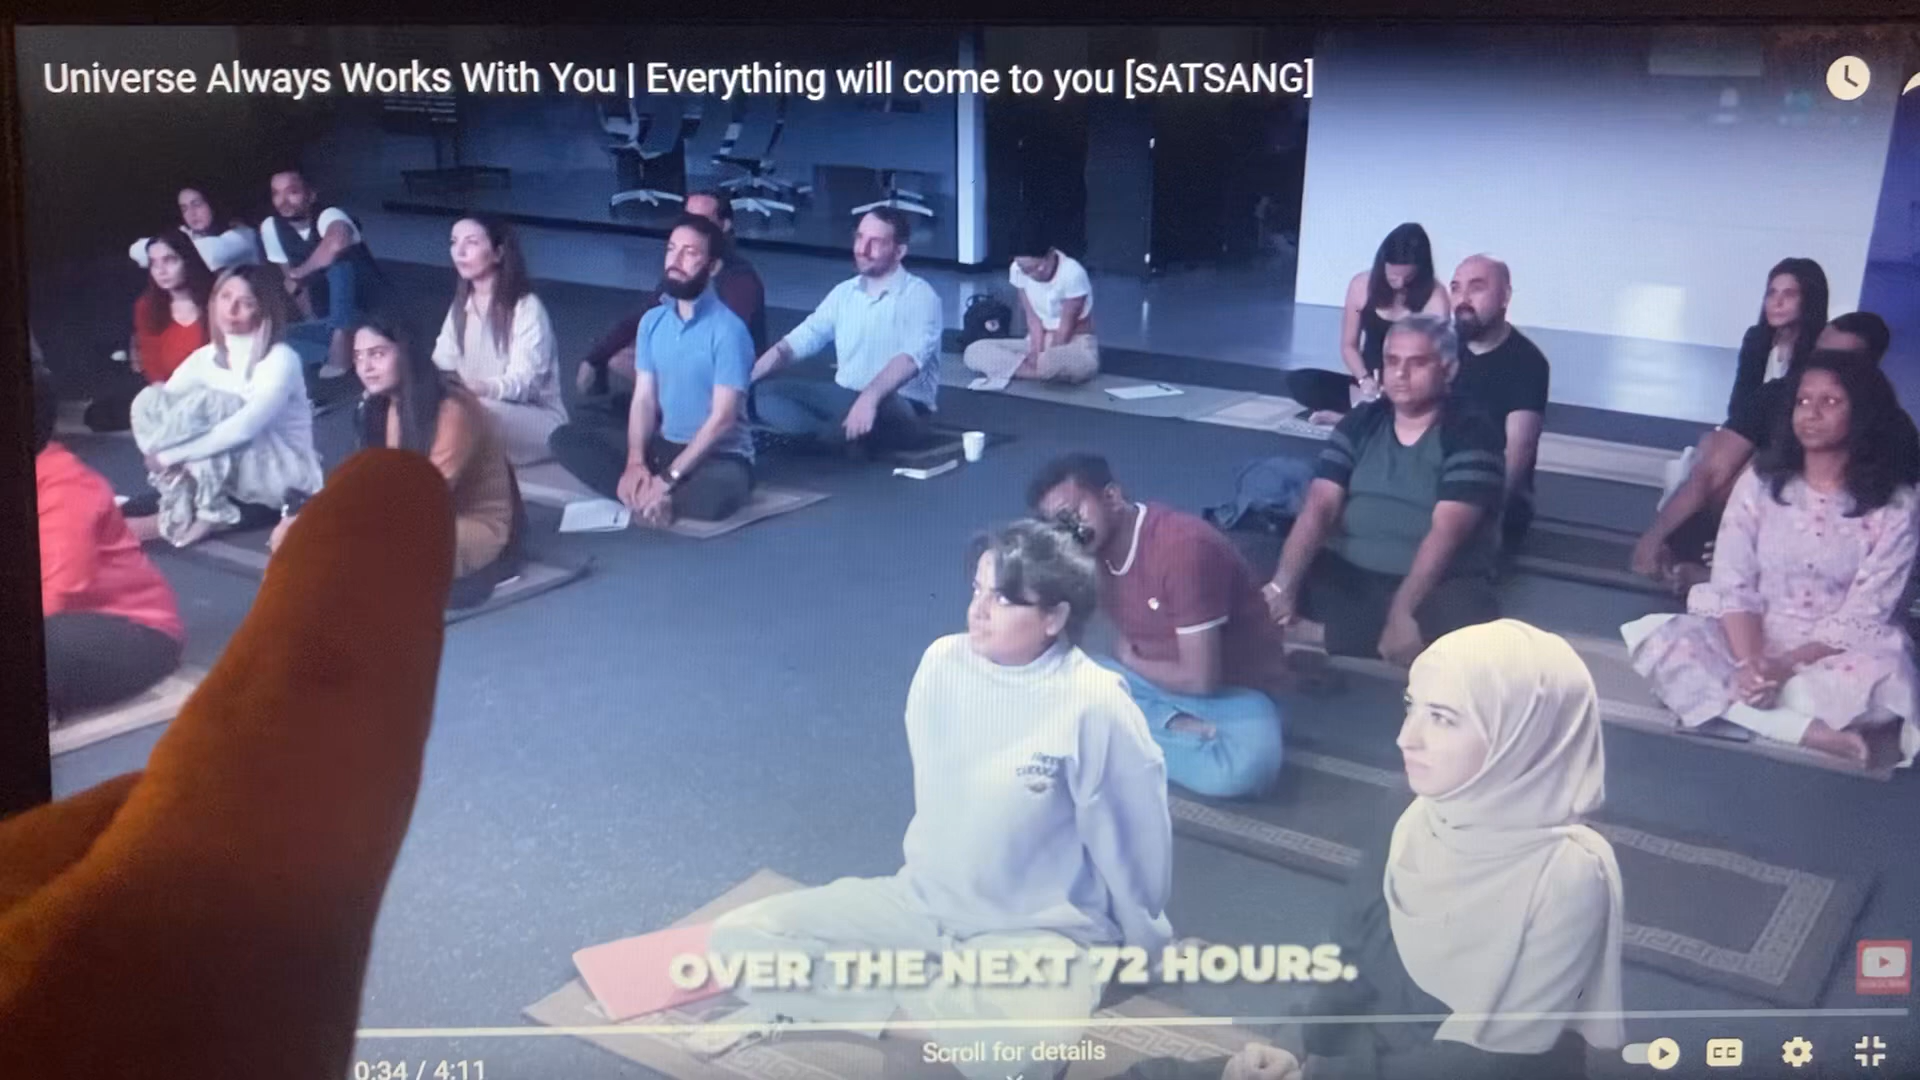 Universe Always Works With You | Everything will come to you [SATSANG]
OVER THE NEXT 72 HOURS.
Scroll for details
0:34 / 4:11
CC